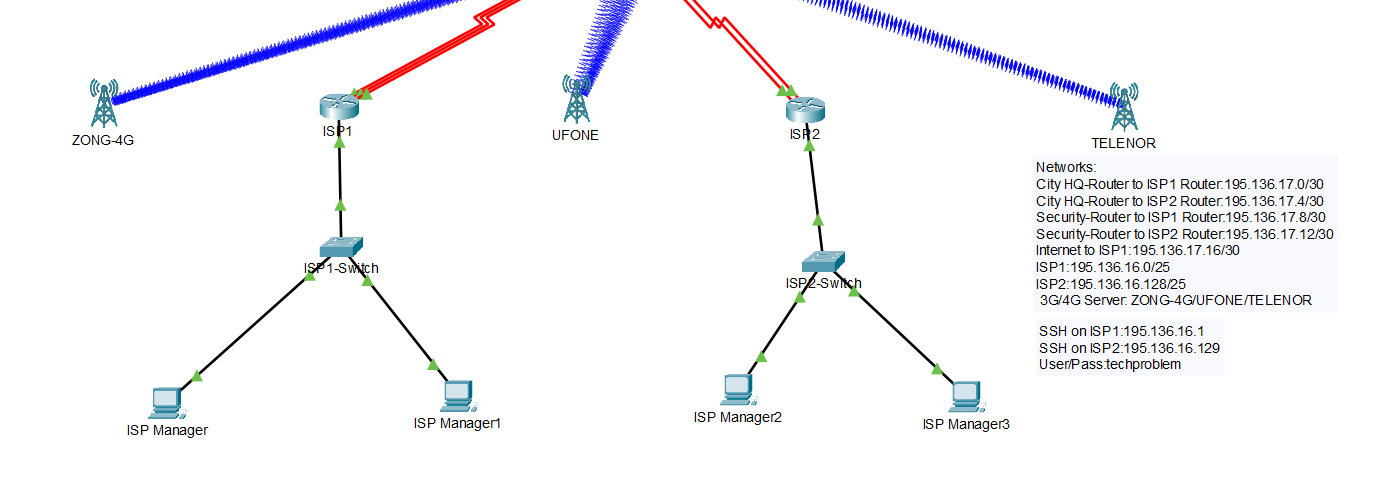 ZONG-4G
ISP1
UFONE
ISP2
TELENOR
Networks:
City HQ-Router to ISP1 Router:195.136.17.0/30
City HQ-Router to ISP2 Router:195.136.17.4/30
Security-Router to ISP1 Router:195.136.17.8/30
Security-Router to ISP2 Router:195.136.17.12/30
Internet to ISP1:195.136.17.16/30
ISP1:195.136.16.0/25
ISP2:195.136.16.128/25
3G/4G Server: ZONG-4G/UFONE/TELENOR
ISP1-Switch
ISP2-Switch
SSH on ISP1:195.136.16.1
SSH on ISP2:195.136.16.129
User/Pass:techproblem
ISP Manager
ISP Manager1
ISP Manager2
ISP Manager3